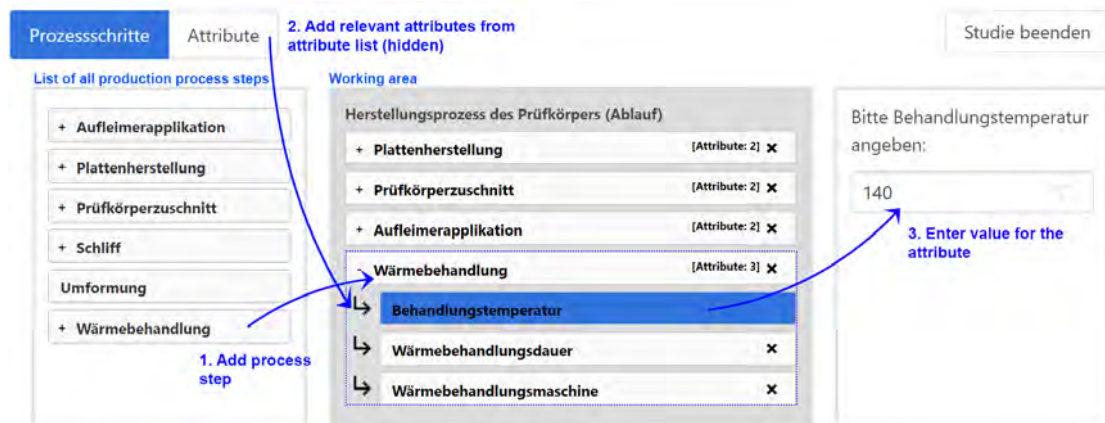 Prozessschritte
Attribute
2. Add relevant attributes from
attribute list (hidden)
Studie beenden
List of all production process steps
+ Aufleimerapplikation
+ Plattenherstellung
+ Prüfkörperzuschnitt
+ Schliff
Umformung
+ Wärmebehandlung
1. Add process
step
Working area
Herstellungsprozess des Prüfkörpers (Ablauf)
+ Plattenherstellung [Attribute: 2] ×
+ Prüfkörperzuschnitt [Attribute: 2] ×
+ Aufleimerapplikation [Attribute: 2] ×
- Wärmebehandlung [Attribute: 3] ×
Behandlungstemperatur
Wärmebehandlungsdauer ×
Wärmebehandlungsmaschine ×
Bitte Behandlungstemperatur
angeben:
140
3. Enter value for the
attribute